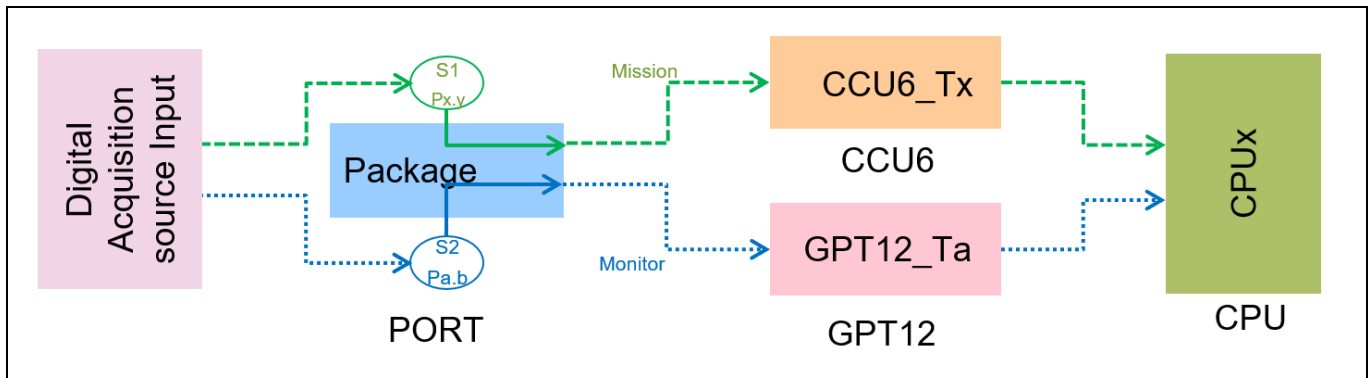 Digital
Acquisition
source Input
S1
Px.y
Package
S2
Pa.b
PORT
Mission
Monitor
CCU6_Tx
CCU6
GPT12_Ta
GPT12
CPUx
CPU